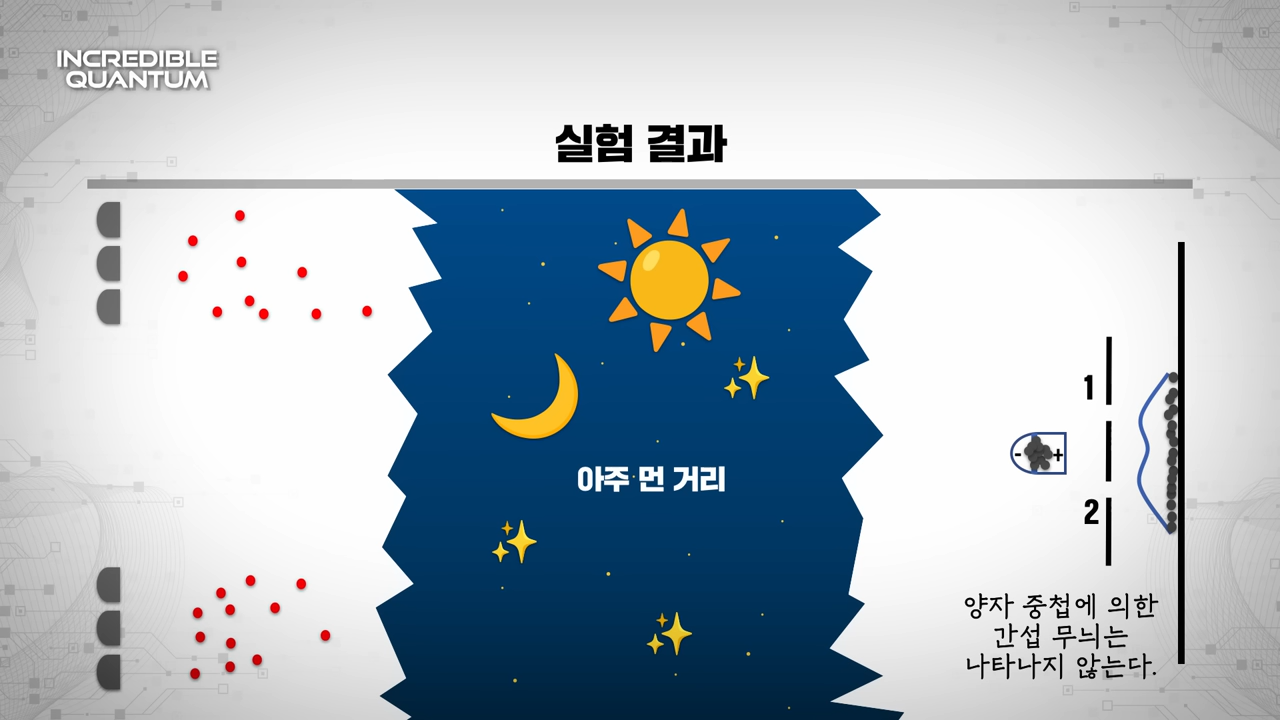 INCREDIBLE
QUANTUM
실험 결과
아주 먼 거리
1
- +
2
양자 중첩에 의한
간섭 무늬는
나타나지 않는다.